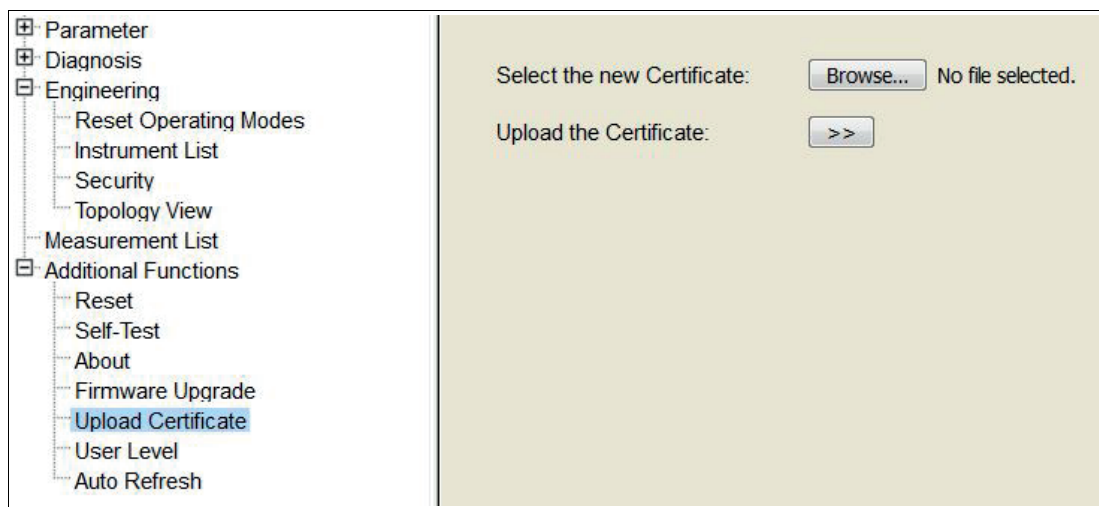 Parameter
Diagnosis
Engineering
Reset Operating Modes
Instrument List
Security
Topology View
Measurement List
Additional Functions
Reset
Self-Test
About
Firmware Upgrade
Upload Certificate
User Level
Auto Refresh
Select the new Certificate: Browse... No file selected.
Upload the Certificate: >>